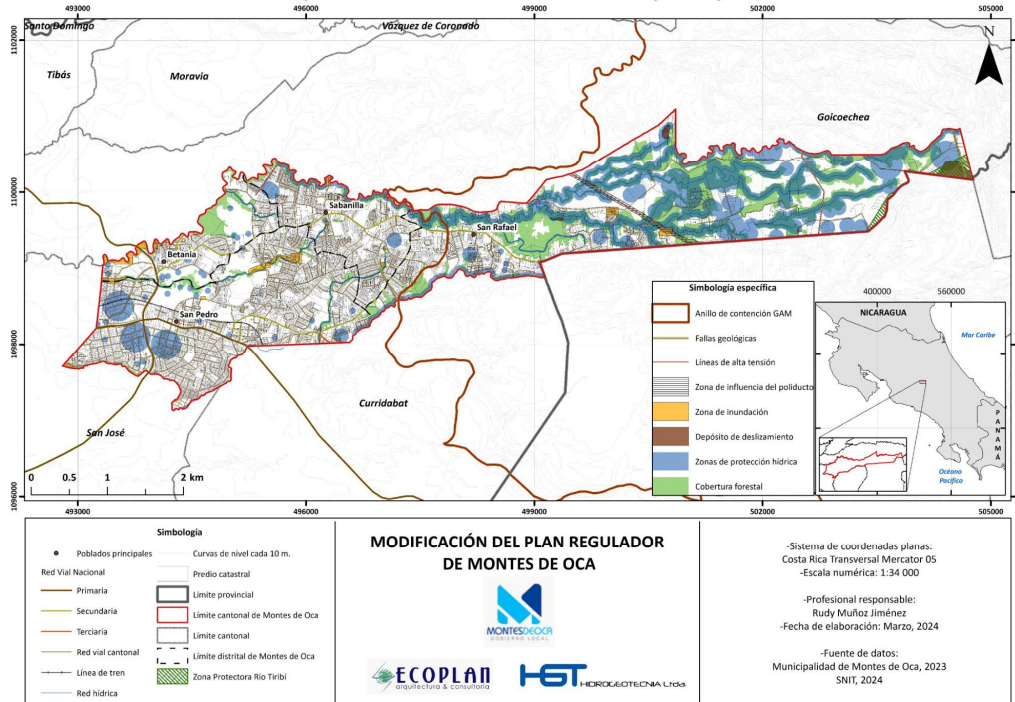 493000
496000
499000
502000
505000
Santo Domingo
Vázquez de Coronado
1102000
N
Tibás
Moravia
Goicoechea
1100000
Sabanilla
San Rafael
Betania
San Pedro
1098000
Curridabat
San José
0 0.5 1 2 km
1096000
493000
496000
499000
502000
505000
Simbología específica
Anillo de contención GAM
Fallas geológicas
Líneas de alta tensión
Zona de influencia del poliducto
Zona de inundación
Depósito de deslizamiento
Zonas de protección hídrica
Cobertura forestal
400000
560000
NICARAGUA
Mar Caribe
PANAMÁ
Océano
Pacífico
Simbología
Poblados principales
Red Vial Nacional
Primaria
Secundaria
Terciaria
Red vial cantonal
Línea de tren
Red hídrica
Curvas de nivel cada 10 m.
Predio catastral
Límite provincial
Límite cantonal de Montes de Oca
Límite cantonal
Límite distrital de Montes de Oca
Zona Protectora Río Tiribí
MODIFICACIÓN DEL PLAN REGULADOR
DE MONTES DE OCA
MONTESDEOCA
GOBIERNO LOCAL
ECOPLAN
arquitectura & consultoría
HGT HIDROGEOTECNIA Ltda.
-Sistema de coordenadas planas:
Costa Rica Transversal Mercator 05
-Escala numérica: 1:34 000
-Profesional responsable:
Rudy Muñoz Jiménez
-Fecha de elaboración: Marzo, 2024
-Fuente de datos:
Municipalidad de Montes de Oca, 2023
SNIT, 2024